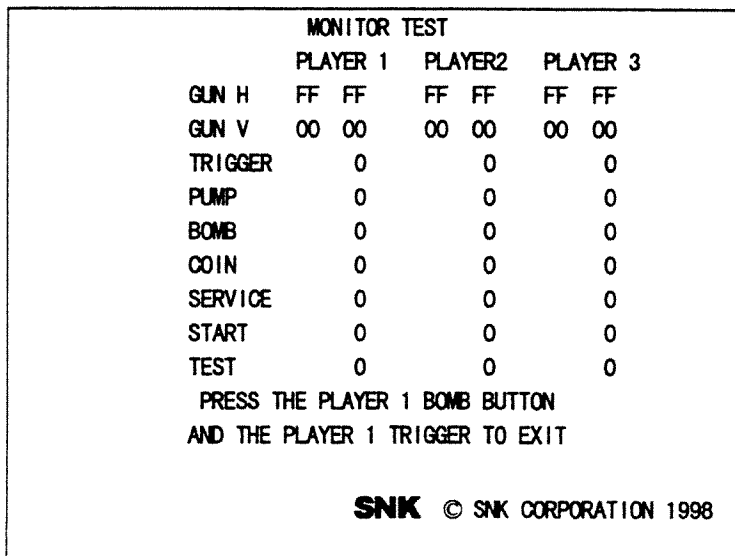 MONITOR TEST
PLAYER 1 PLAYER2 PLAYER 3
GUN H FF FF FF FF FF FF
GUN V 00 00 00 00 00 00
TRIGGER 0 0 0
PUMP 0 0 0
BOMB 0 0 0
COIN 0 0 0
SERVICE 0 0 0
START 0 0 0
TEST 0 0 0
PRESS THE PLAYER 1 BOMB BUTTON
AND THE PLAYER 1 TRIGGER TO EXIT
SNK © SNK CORPORATION 1998